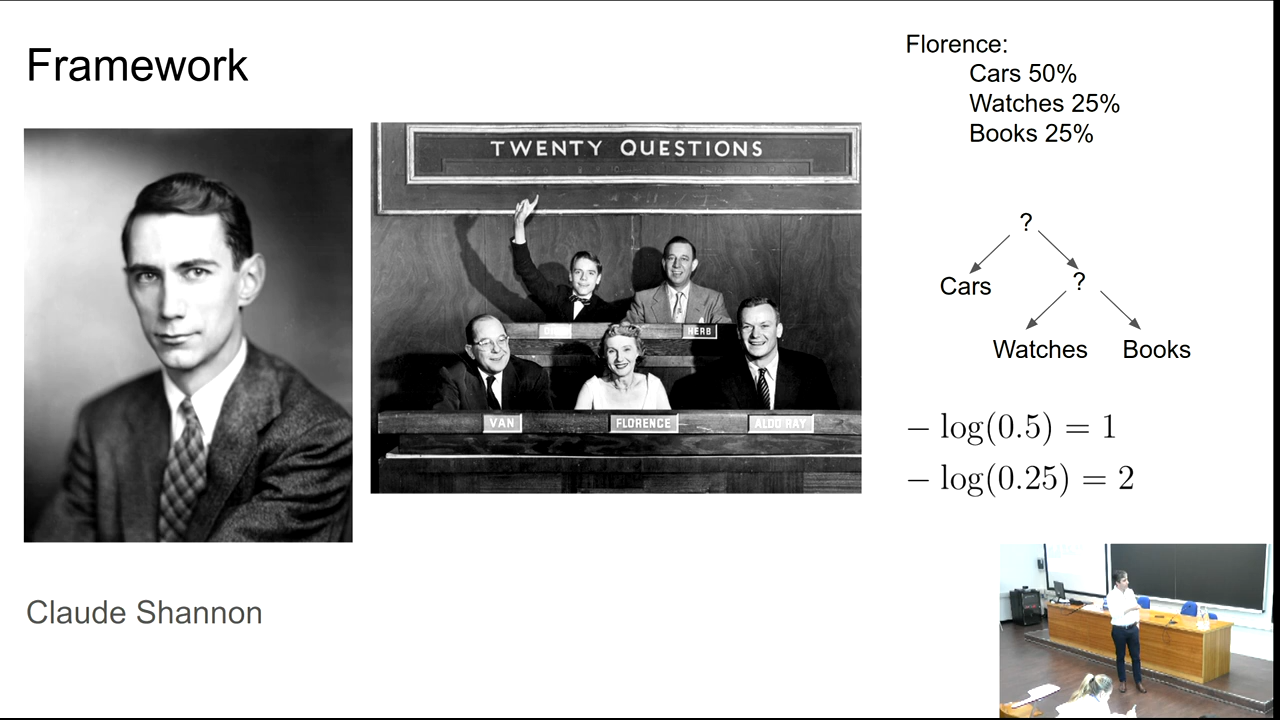 Framework
TWENTY QUESTIONS
HERB
VAN
FLORENCE
ALDO RAY
Claude Shannon
Florence:
Cars 50%
Watches 25%
Books 25%
?
Cars
?
Watches
Books
− log(0.5) = 1
− log(0.25) = 2